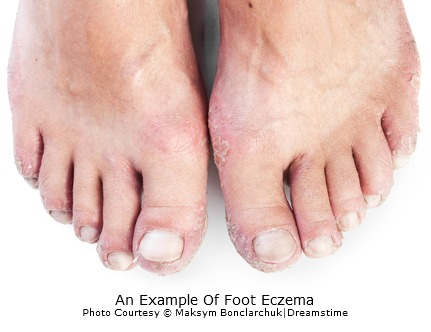 An Example Of Foot Eczema
Photo Courtesy © Maksym Bonclarchuk|Dreamstime